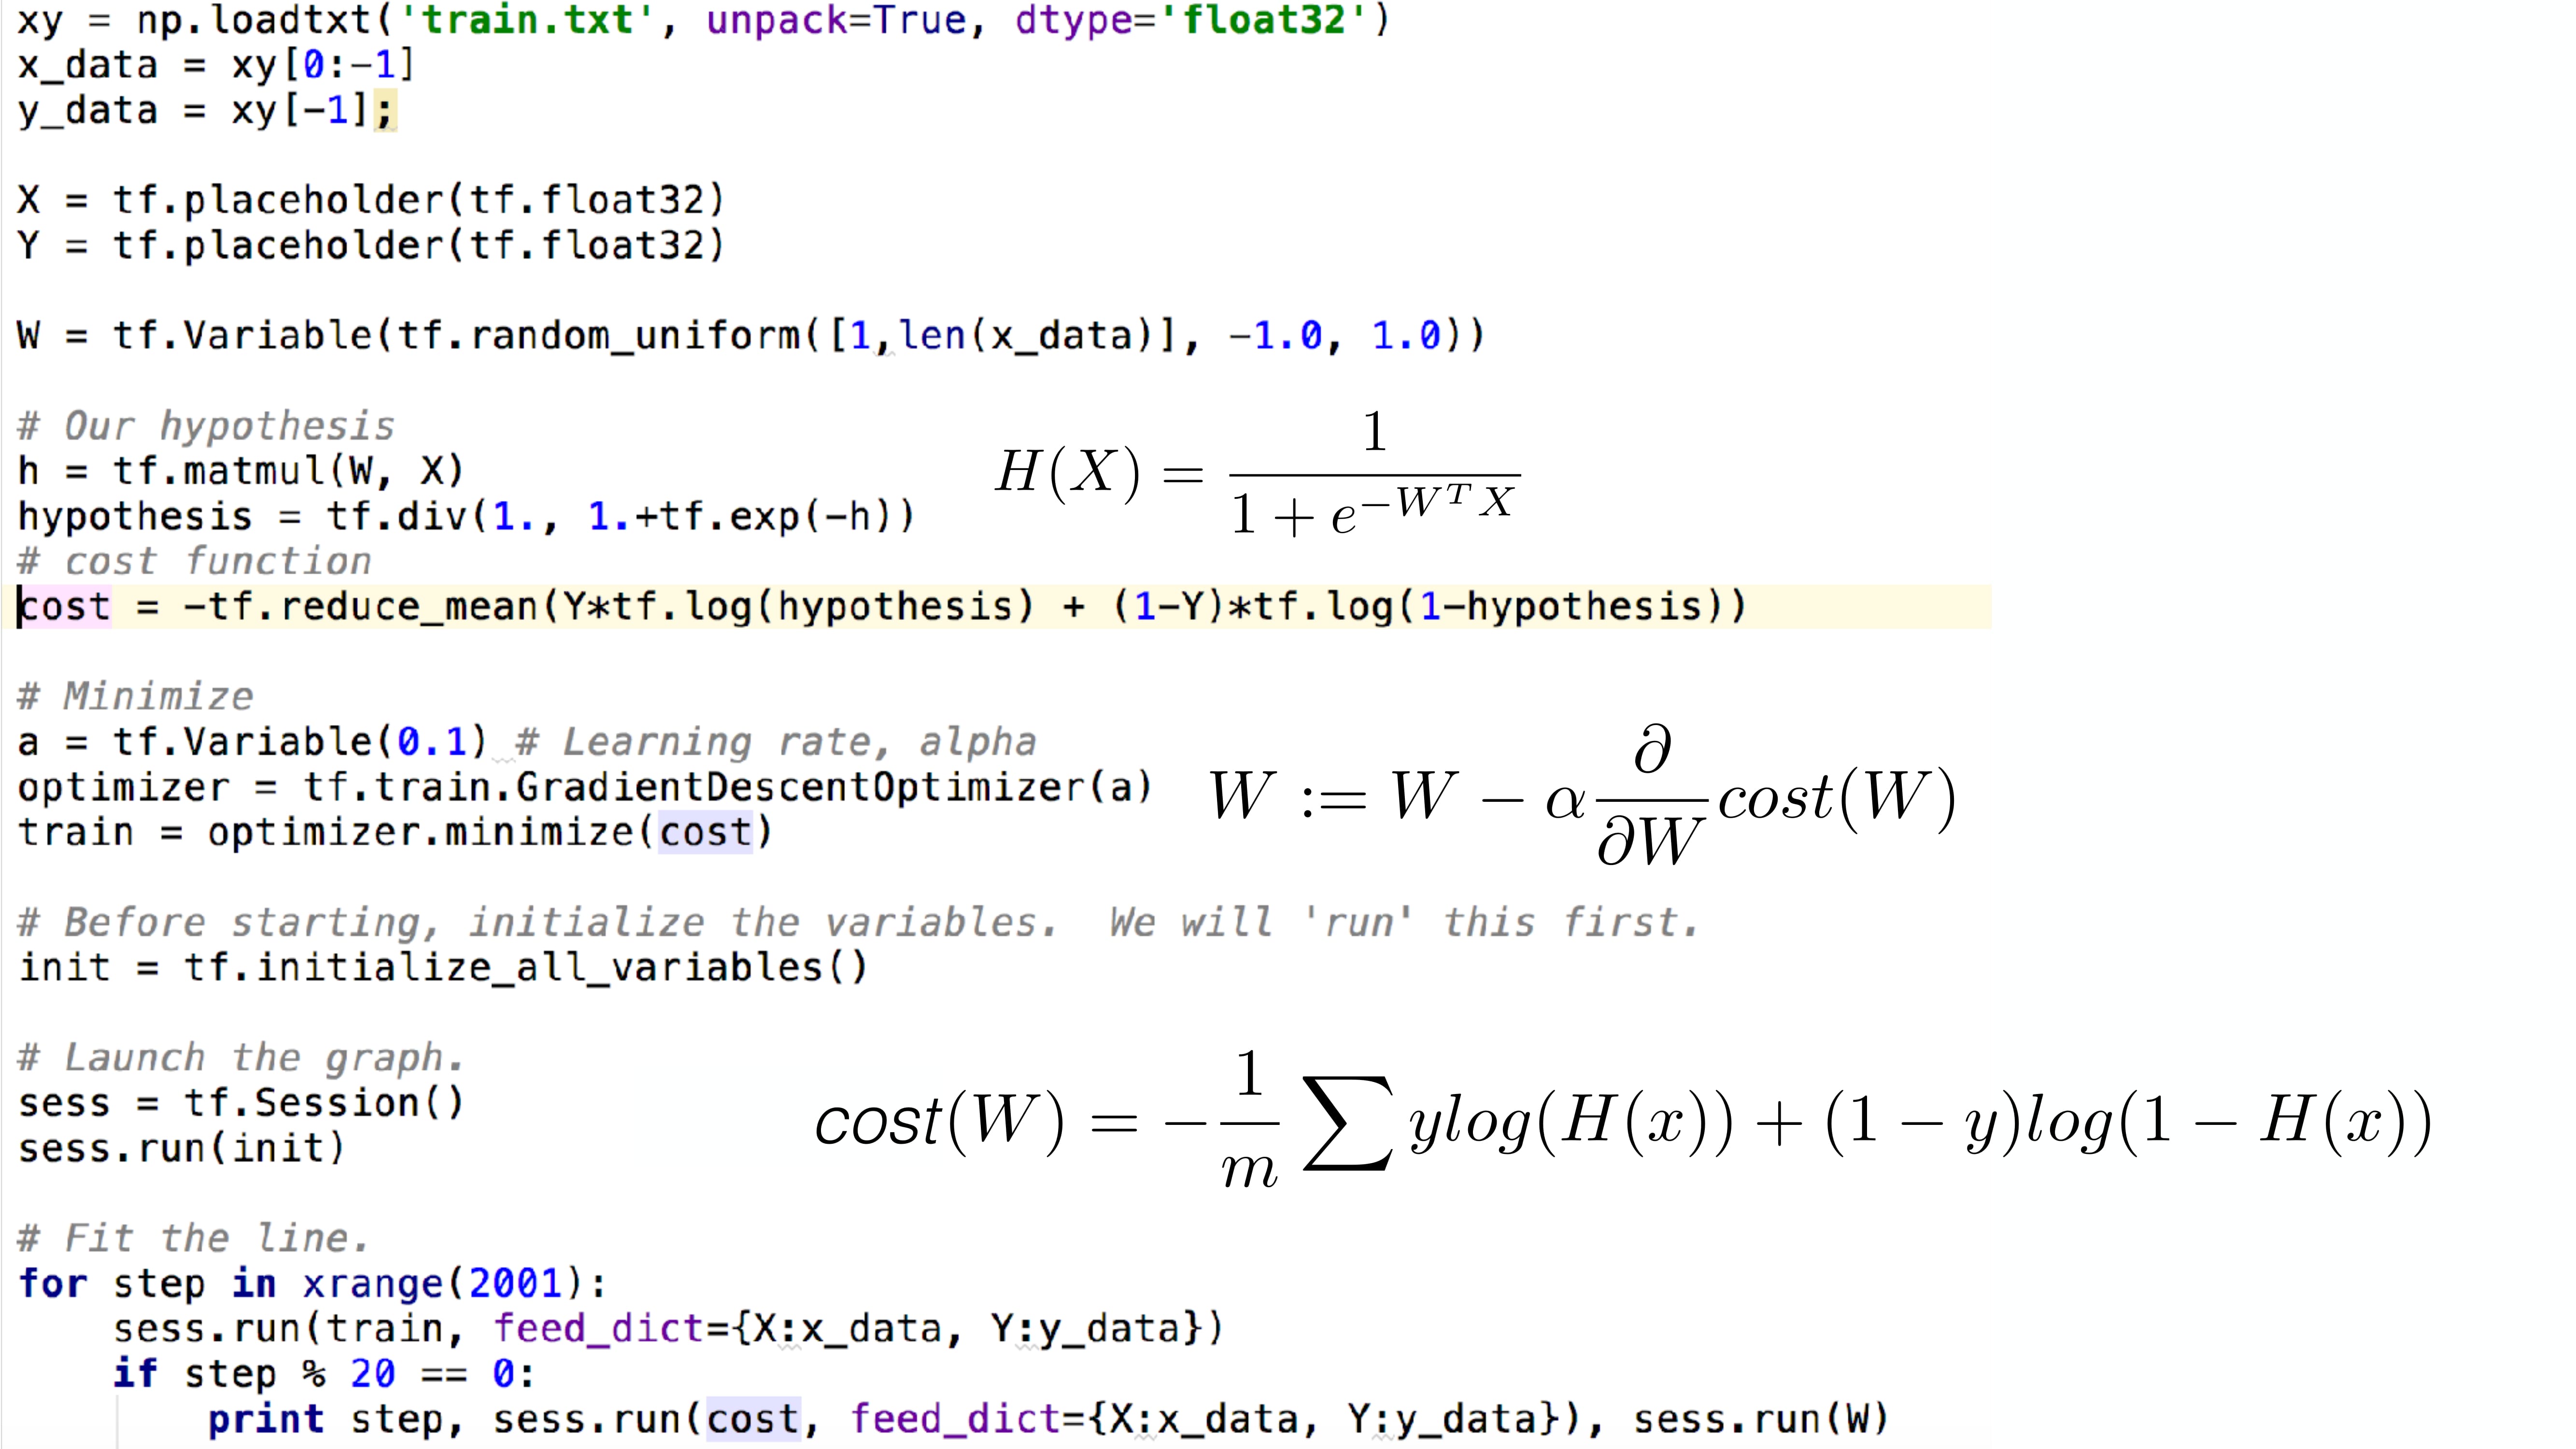 xy = np.loadtxt('train.txt', unpack=True, dtype='float32')
x_data = xy[0:-1]
y_data = xy[-1];
X = tf.placeholder(tf.float32)
Y = tf.placeholder(tf.float32)
W = tf.Variable(tf.random_uniform([1,len(x_data)], -1.0, 1.0))
# Our hypothesis
h = tf.matmul(W, X)
hypothesis = tf.div(1., 1.+tf.exp(-h))
H(X) = \frac{1}{1 + e^{-W^T X}}
# cost function
cost = -tf.reduce_mean(Y*tf.log(hypothesis) + (1-Y)*tf.log(1-hypothesis))
# Minimize
a = tf.Variable(0.1) # Learning rate, alpha
optimizer = tf.train.GradientDescentOptimizer(a)
train = optimizer.minimize(cost)
W := W - α \frac{∂}{∂W} cost(W)
# Before starting, initialize the variables.  We will 'run' this first.
init = tf.initialize_all_variables()
# Launch the graph.
sess = tf.Session()
sess.run(init)
cost(W) = -\frac{1}{m} ∑ ylog(H(x)) + (1 - y)log(1 - H(x))
# Fit the line.
for step in xrange(2001):
    sess.run(train, feed_dict={X:x_data, Y:y_data})
    if step % 20 == 0:
        print step, sess.run(cost, feed_dict={X:x_data, Y:y_data}), sess.run(W)